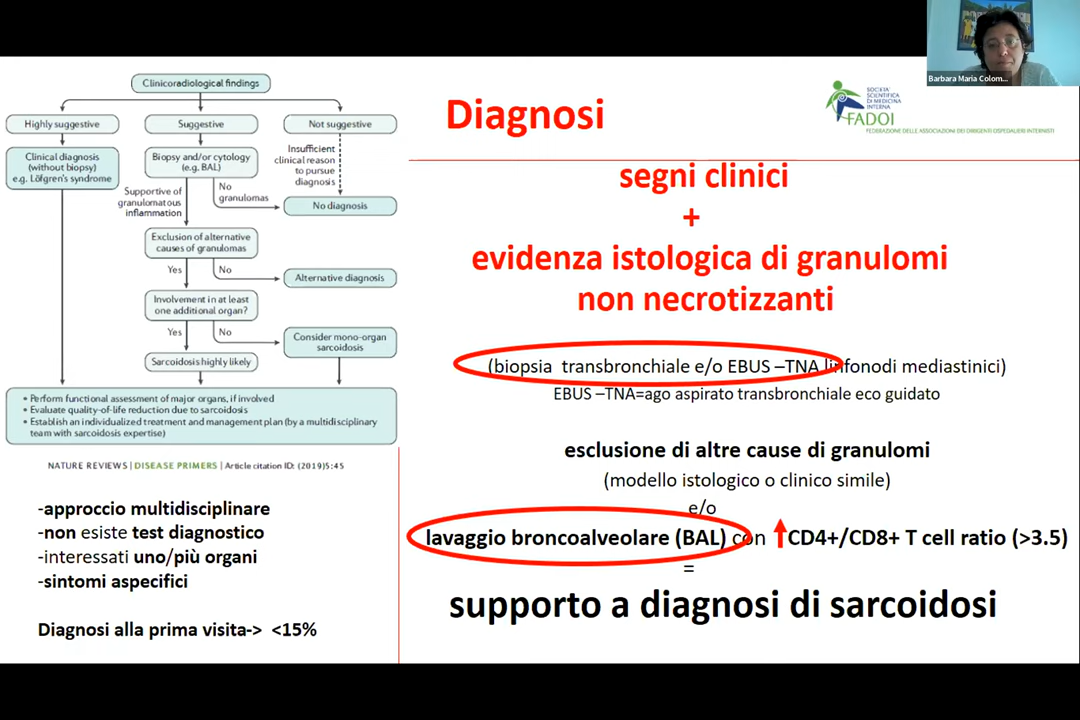 Barbara Maria Colom...
Clinicoradiological findings
Highly suggestive
Suggestive
Not suggestive
Clinical diagnosis
(without biopsy)
e.g. Löfgren's syndrome
Biopsy and/or cytology
(e.g. BAL)
Insufficient
clinical reason
to pursue
diagnosis
Supportive of
granulomatous
inflammation
No
granulomas
No diagnosis
Exclusion of alternative
causes of granulomas
Yes
No
Alternative diagnosis
Involvement in at least
one additional organ?
Yes
No
Consider mono-organ
sarcoidosis
Sarcoidosis highly likely
• Perform functional assessment of major organs, if involved
• Evaluate quality-of-life reduction due to sarcoidosis
• Establish an individualized treatment and management plan (by a multidisciplinary
team with sarcoidosis expertise)
NATURE REVIEWS | DISEASE PRIMERS | Article citation ID: (2019)5:45
-approccio multidisciplinare
-non esiste test diagnostico
-interessati uno/più organi
-sintomi aspecifici
Diagnosi alla prima visita-> <15%
Diagnosi
SOCIETÀ
SCIENTIFICA
DI MEDICINA
INTERNA
FADOI
FEDERAZIONE DELLE ASSOCIAZIONI DEI DIRIGENTI OSPEDALIERI INTERNISTI
segni clinici
+
evidenza istologica di granulomi
non necrotizzanti
(biopsia transbronchiale e/o EBUS –TNA linfonodi mediastinici)
EBUS –TNA=ago aspirato transbronchiale eco guidato
esclusione di altre cause di granulomi
(modello istologico o clinico simile)
e/o
lavaggio broncoalveolare (BAL) con CD4+/CD8+ T cell ratio (>3.5)
=
supporto a diagnosi di sarcoidosi